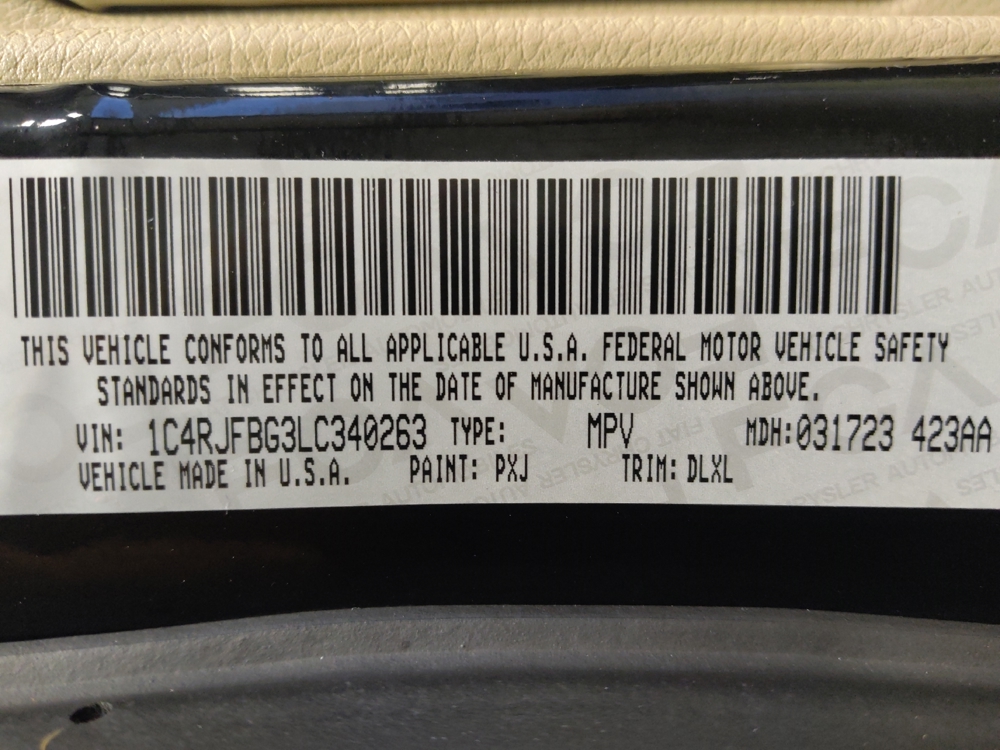 THIS VEHICLE CONFORMS TO ALL APPLICABLE U.S.A. FEDERAL MOTOR VEHICLE SAFETY
STANDARDS IN EFFECT ON THE DATE OF MANUFACTURE SHOWN ABOVE.
VIN: 1C4RJFBG3LC340263 TYPE: MPV MDH:031723 423AA
VEHICLE MADE IN U.S.A. PAINT: PXJ TRIM: DLXL